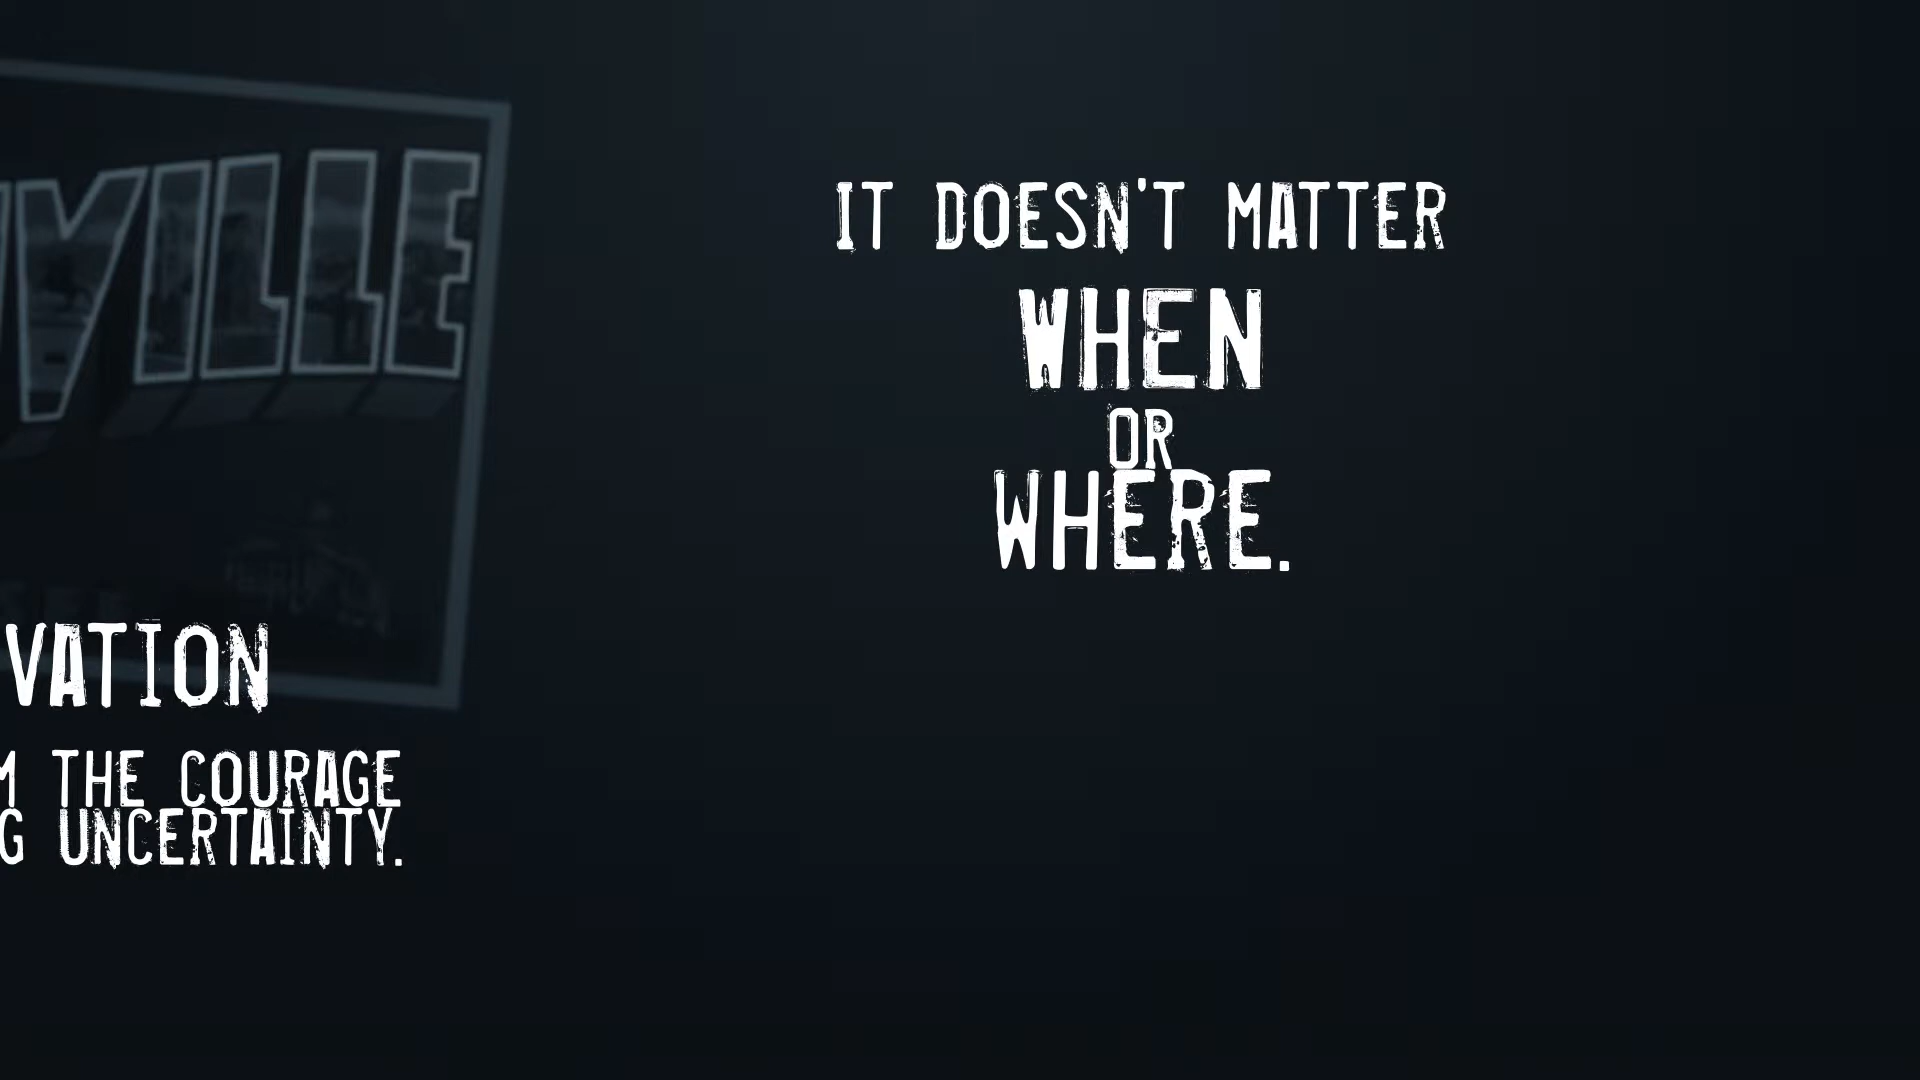 VILLE
VATION
THE COURAGE
G UNCERTAINTY.
IT DOESN'T MATTER
WHEN
OR
WHERE.